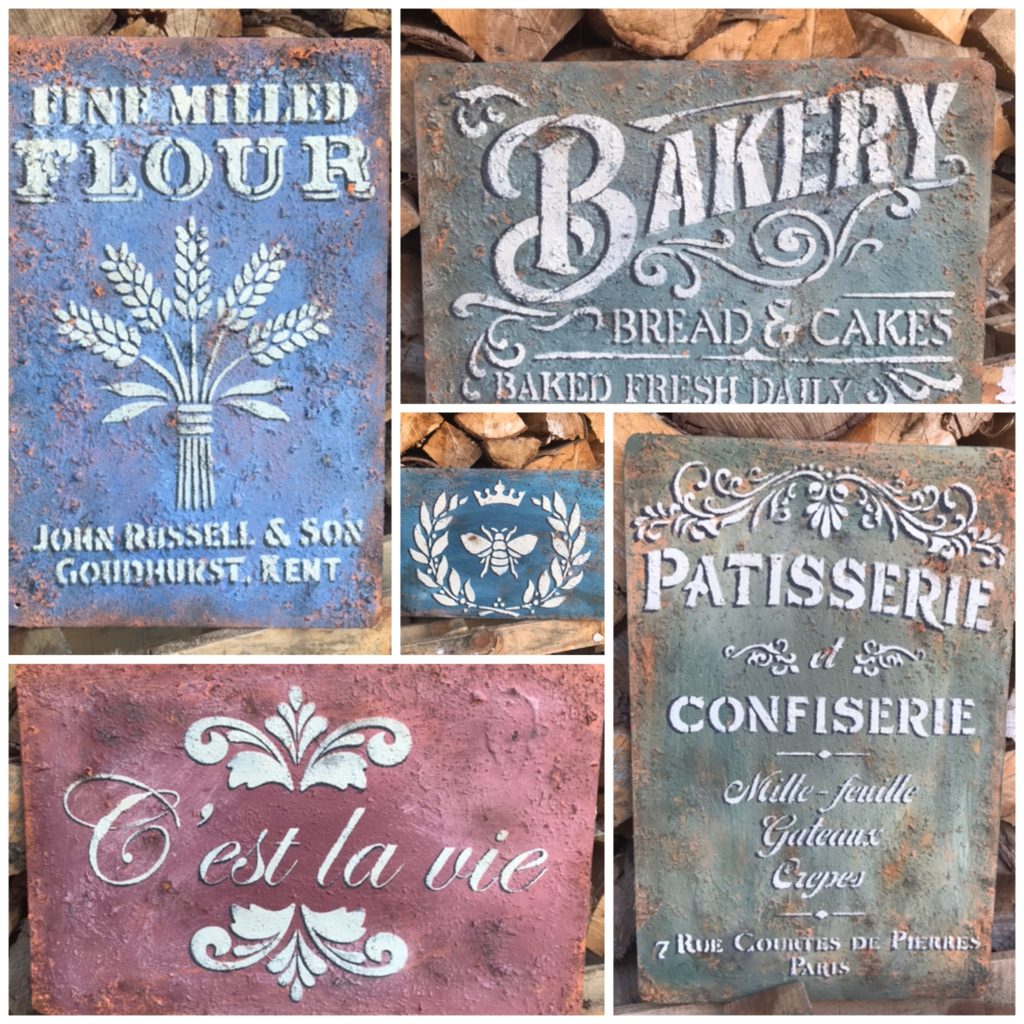 FINE MILLED
FLOUR
JOHN RUSSELL & SON
GOUDHURST, KENT
BAKERY
BREAD & CAKES
BAKED FRESH DAILY
C'est la vie
PATISSERIE
et
CONFISERIE
Mille-feuille
Gateaux
Crepes
7 RUE COURTES DE PIERRES
PARIS